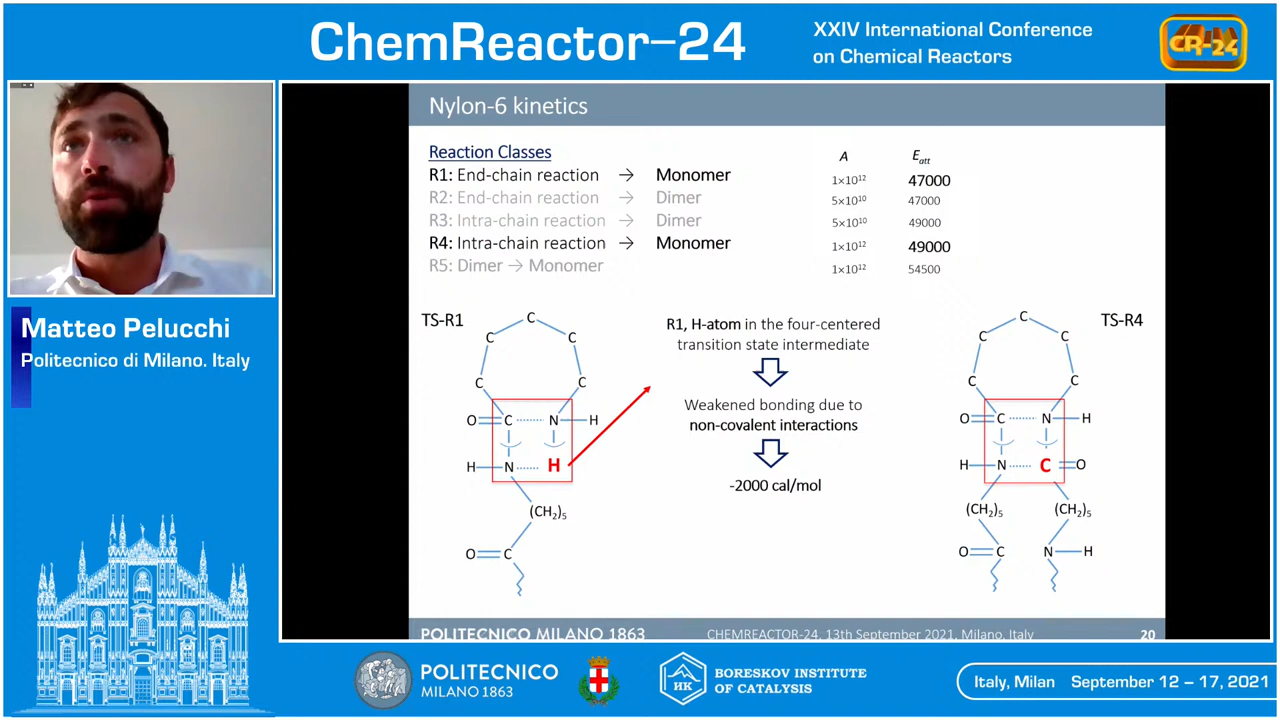 ChemReactor–24
XXIV International Conference
on Chemical Reactors
CR-24
Nylon-6 kinetics
Reaction Classes
A E_att
R1: End-chain reaction → Monomer 1×10¹² 47000
R2: End-chain reaction → Dimer 5×10¹⁰ 47000
R3: Intra-chain reaction → Dimer 5×10¹⁰ 49000
R4: Intra-chain reaction → Monomer 1×10¹² 49000
R5: Dimer → Monomer 1×10¹² 54500
Matteo Pelucchi
Politecnico di Milano. Italy
TS-R1
C
C C
C C
O C N H
H N H
(CH₂)₅
O C
R1, H-atom in the four-centered
transition state intermediate
Weakened bonding due to
non-covalent interactions
-2000 cal/mol
TS-R4
C
C C
C C
O C N H
H N C O
(CH₂)₅ (CH₂)₅
O C N H
POLITECNICO MILANO 1863 CHEMREACTOR-24, 13th September 2021, Milano, Italy 20
POLITECNICO
MILANO 1863
HK
BORESKOV INSTITUTE
OF CATALYSIS
Italy, Milan September 12 – 17, 2021